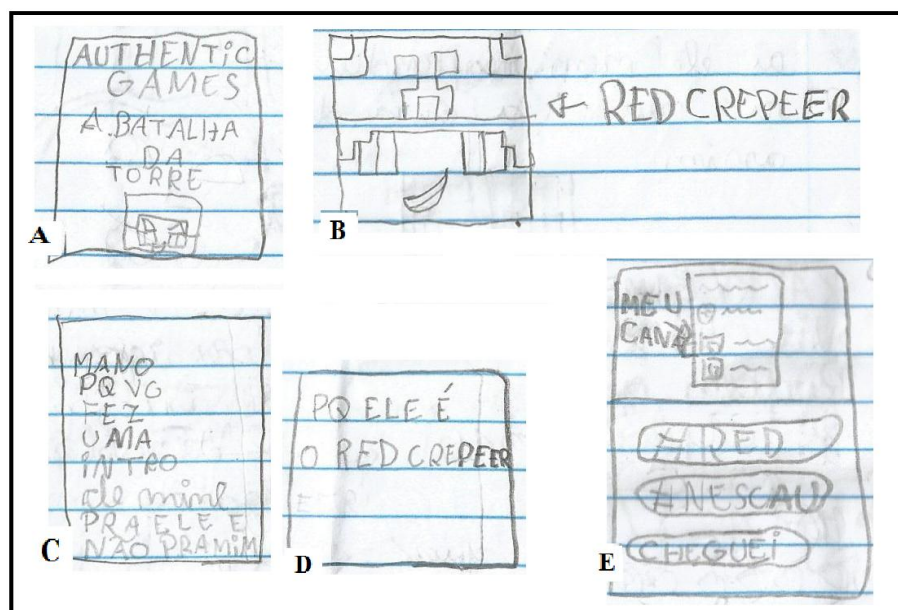 AUTHENTIC
GAMES
A BATALHA
DA
TORRE
A
← RED CREPEER
B
MANO
PQ VC
FEZ
UMA
INTRO
de mine
PRA ELE E
NÃO PRA MIM
C
PQ ELE É
O RED CREPEER
D
MEU
CANAL
#RED
#NESCAU
CHEGUEI
E